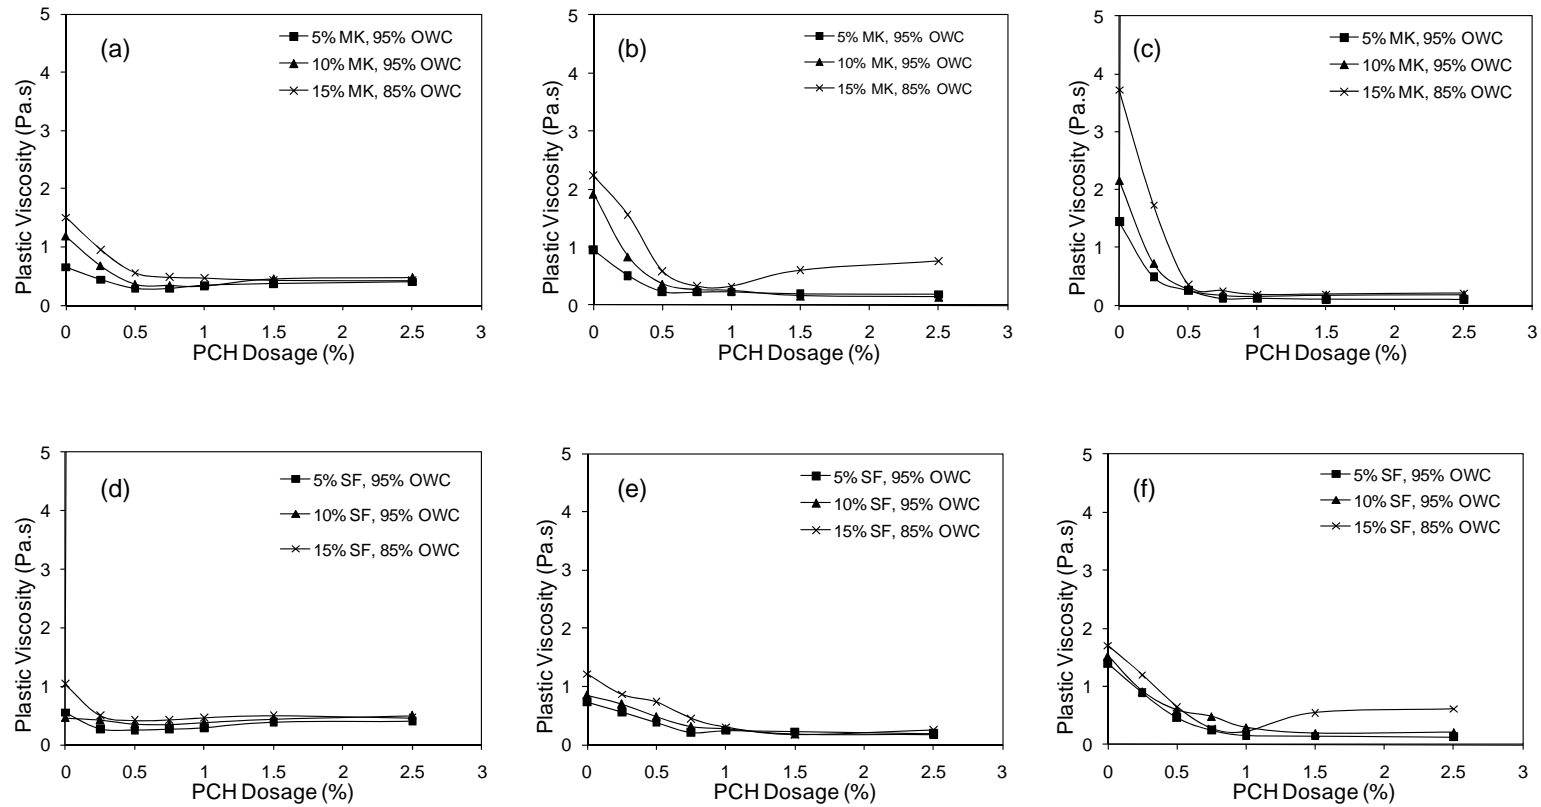 (a)
5% MK, 95% OWC
10% MK, 95% OWC
15% MK, 85% OWC
Plastic Viscosity (Pa.s)
5
4
3
2
1
0
0 0.5 1 1.5 2 2.5 3
PCH Dosage (%)
(b)
5% MK, 95% OWC
10% MK, 95% OWC
15% MK, 85% OWC
Plastic Viscosity (Pa.s)
5
4
3
2
1
0
0 0.5 1 1.5 2 2.5 3
PCH Dosage (%)
(c)
5% MK, 95% OWC
10% MK, 95% OWC
15% MK, 85% OWC
Plastic Viscosity (Pa.s)
5
4
3
2
1
0
0 0.5 1 1.5 2 2.5 3
PCH Dosage (%)
(d)
5% SF, 95% OWC
10% SF, 95% OWC
15% SF, 85% OWC
Plastic Viscosity (Pa.s)
5
4
3
2
1
0
0 0.5 1 1.5 2 2.5 3
PCH Dosage (%)
(e)
5% SF, 95% OWC
10% SF, 95% OWC
15% SF, 85% OWC
Plastic Viscosity (Pa.s)
5
4
3
2
1
0
0 0.5 1 1.5 2 2.5 3
PCH Dosage (%)
(f)
5% SF, 95% OWC
10% SF, 95% OWC
15% SF, 85% OWC
Plastic Viscosity (Pa.s)
5
4
3
2
1
0
0 0.5 1 1.5 2 2.5 3
PCH Dosage (%)